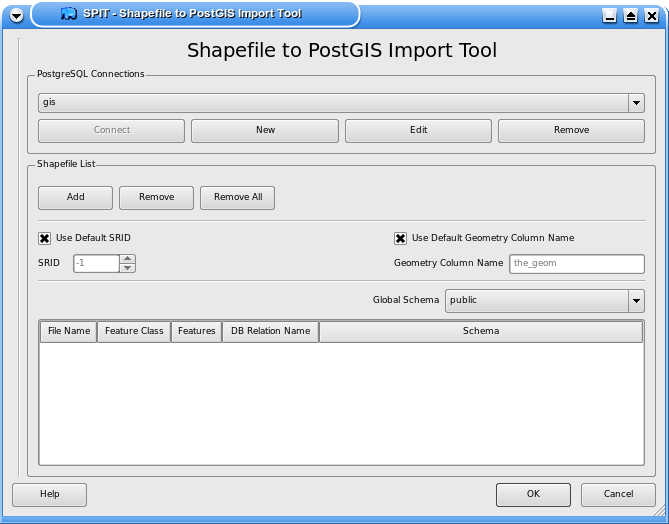 SPIT - Shapefile to PostGIS Import Tool
Shapefile to PostGIS Import Tool
PostgreSQL Connections
gis
Connect New Edit Remove
Shapefile List
Add Remove Remove All
Use Default SRID Use Default Geometry Column Name
SRID -1 Geometry Column Name the_geom
Global Schema public
File Name Feature Class Features DB Relation Name Schema
Help OK Cancel